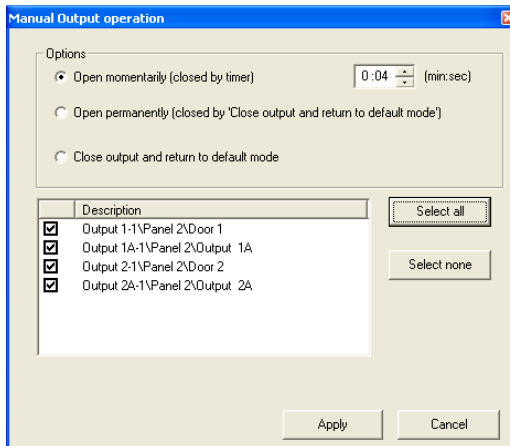 Manual Output operation
Options
Open momentarily (closed by timer) 0:04 (min:sec)
Open permanently (closed by 'Close output and return to default mode')
Close output and return to default mode
Description
Output 1-1\Panel 2\Door 1
Output 1A-1\Panel 2\Output 1A
Output 2-1\Panel 2\Door 2
Output 2A-1\Panel 2\Output 2A
Select all
Select none
Apply Cancel